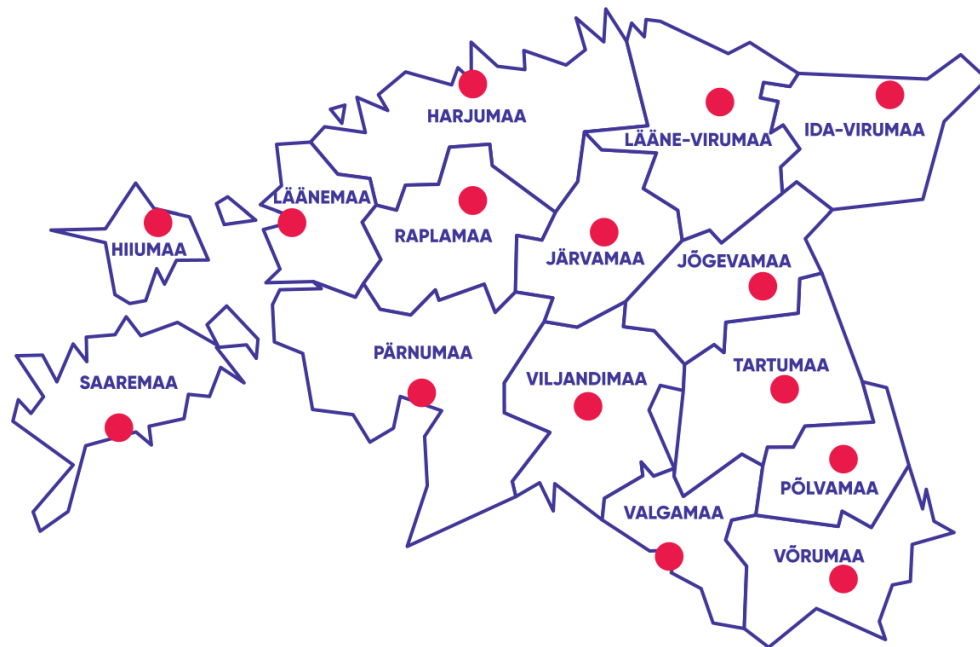 HARJUMAA
LÄÄNE-VIRUMAA
IDA-VIRUMAA
LÄÄNEMAA
RAPLAMAA
HIIUMAA
JÄRVAMAA
JÕGEVAMAA
PÄRNUMAA
SAAREMAA
VILJANDIMAA
TARTUMAA
PÕLVAMAA
VALGAMAA
VÕRUMAA